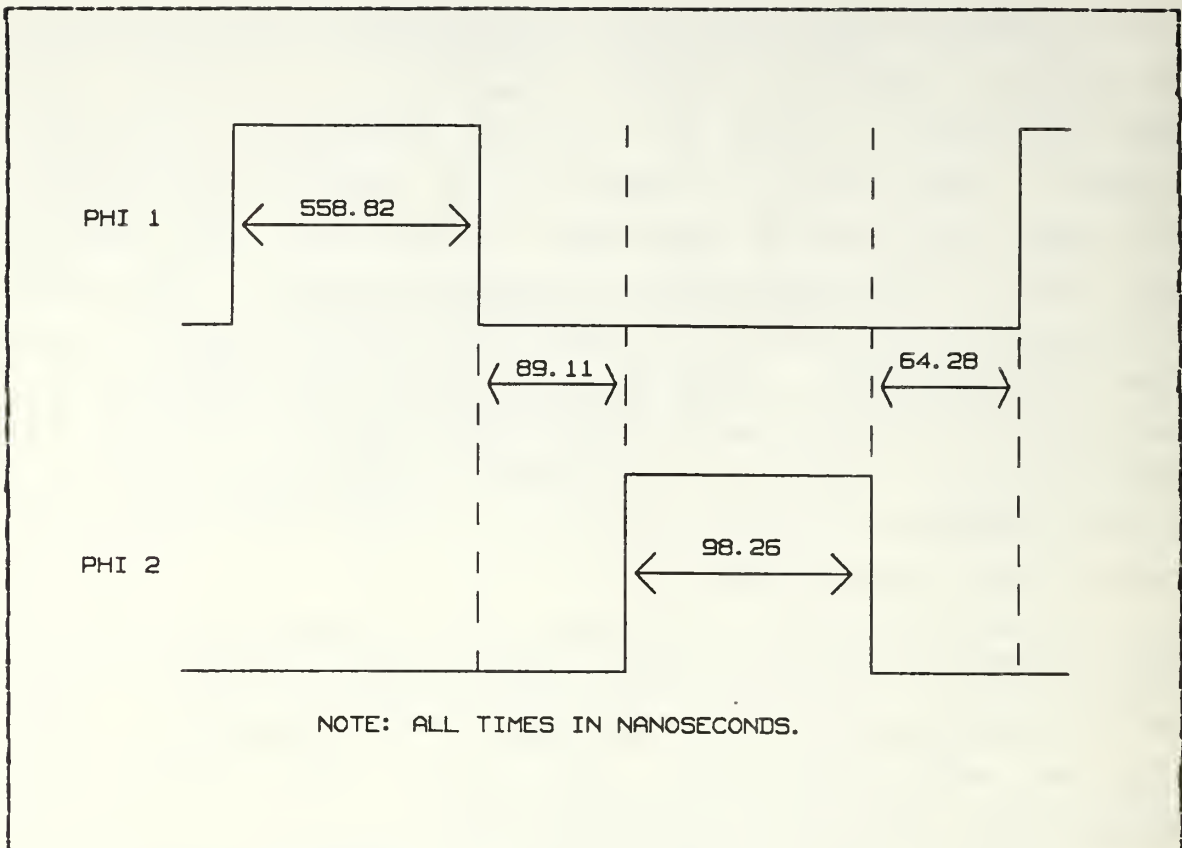 PHI 1
558.82
89.11
64.28
PHI 2
98.26
NOTE: ALL TIMES IN NANOSECONDS.